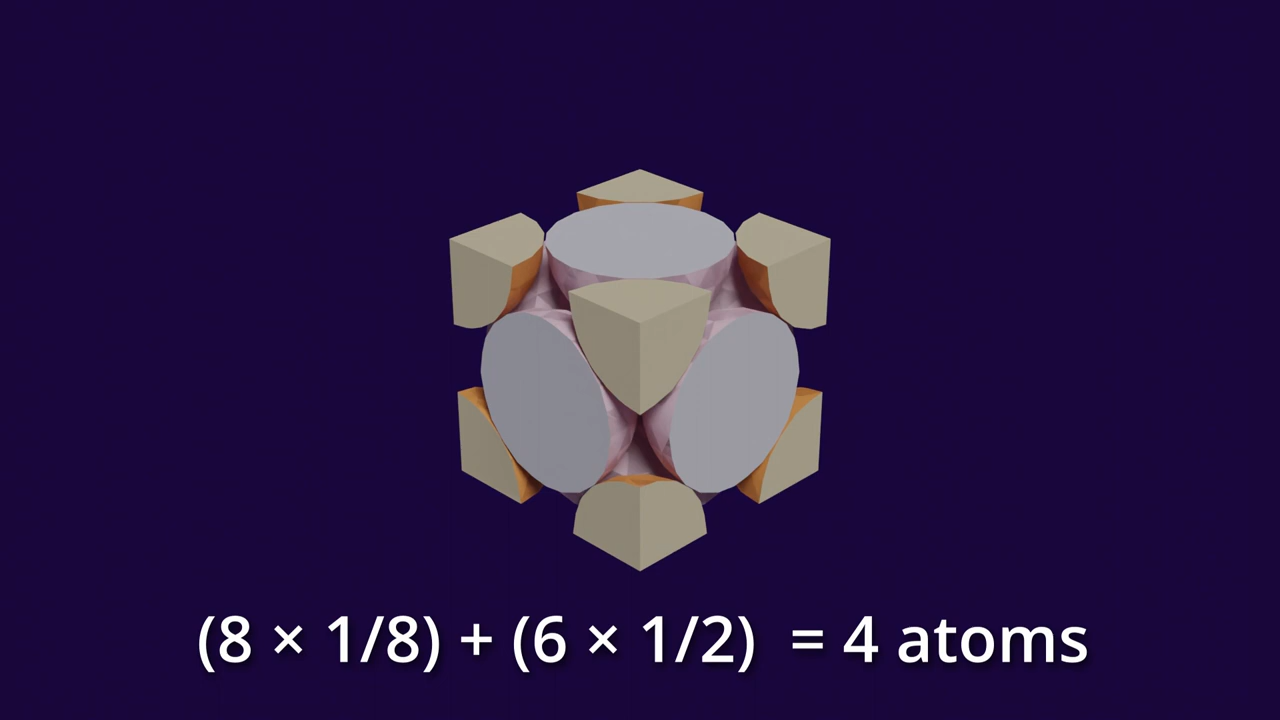 (8 × 1/8) + (6 × 1/2) = 4 atoms